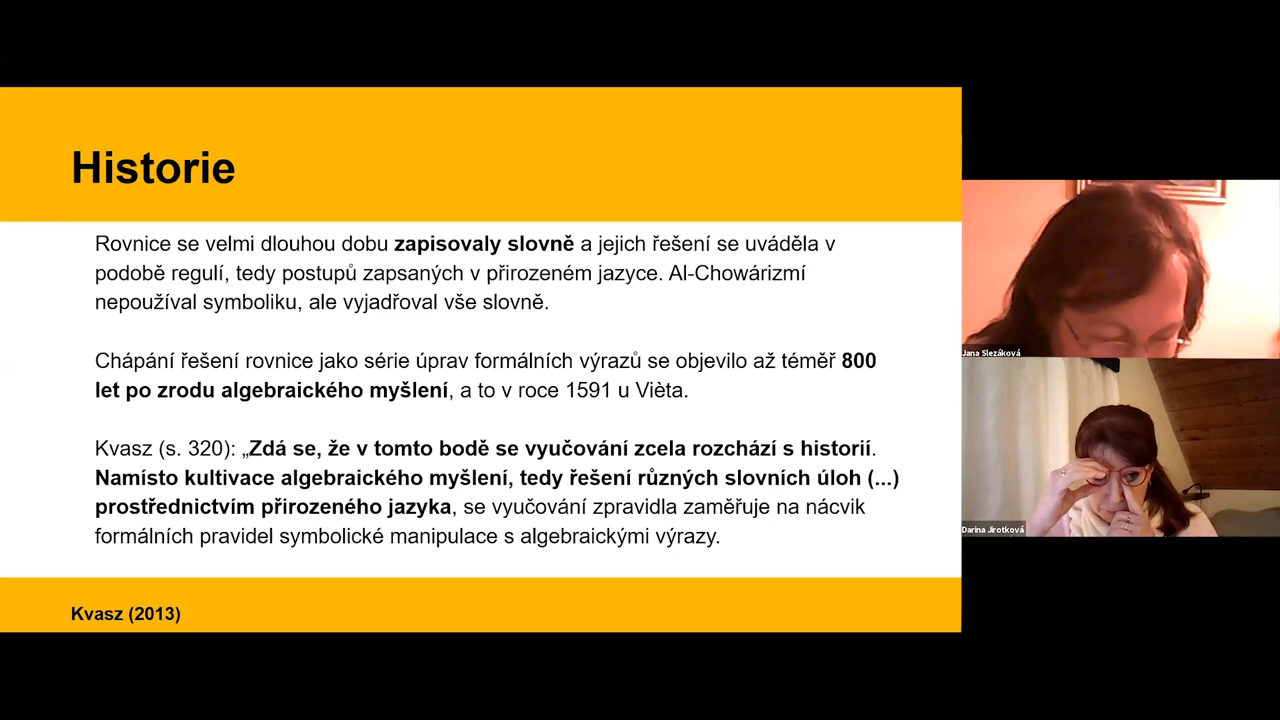 Historie
Rovnice se velmi dlouhou dobu zapisovaly slovně a jejich řešení se uváděla v
podobě regulí, tedy postupů zapsaných v přirozeném jazyce. Al-Chowárizmí
nepoužíval symboliku, ale vyjadřoval vše slovně.
Chápání řešení rovnice jako série úprav formálních výrazů se objevilo až téměř 800
let po zrodu algebraického myšlení, a to v roce 1591 u Vièta.
Kvasz (s. 320): „Zdá se, že v tomto bodě se vyučování zcela rozchází s historií.
Namísto kultivace algebraického myšlení, tedy řešení různých slovních úloh (...)
prostřednictvím přirozeného jazyka, se vyučování zpravidla zaměřuje na nácvik
formálních pravidel symbolické manipulace s algebraickými výrazy.
Kvasz (2013)
Jana Slezáková
Darina Jirotková